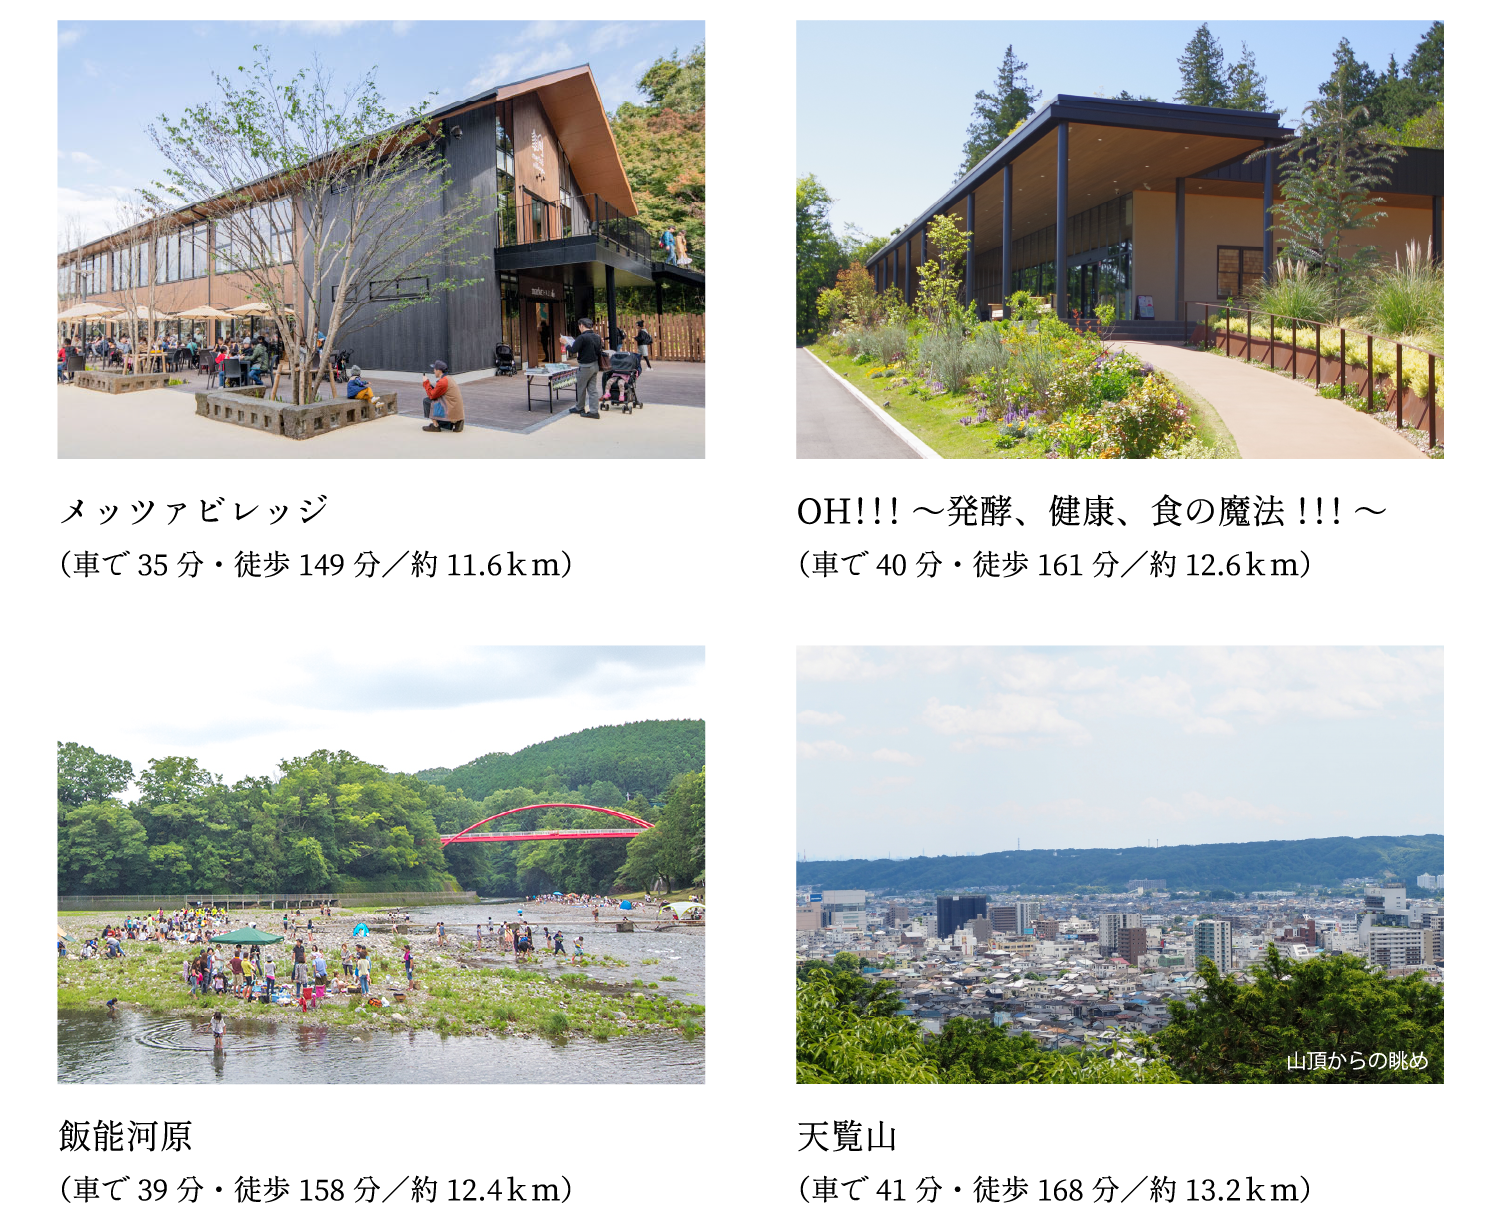 メッツァビレッジ
（車で 35 分・徒歩 149 分／約 11.6ｋｍ）
OH!!! ～発酵、健康、食の魔法 !!! ～
（車で 40 分・徒歩 161 分／約 12.6ｋｍ）
山頂からの眺め
飯能河原
（車で 39 分・徒歩 158 分／約 12.4ｋｍ）
天覧山
（車で 41 分・徒歩 168 分／約 13.2ｋｍ）